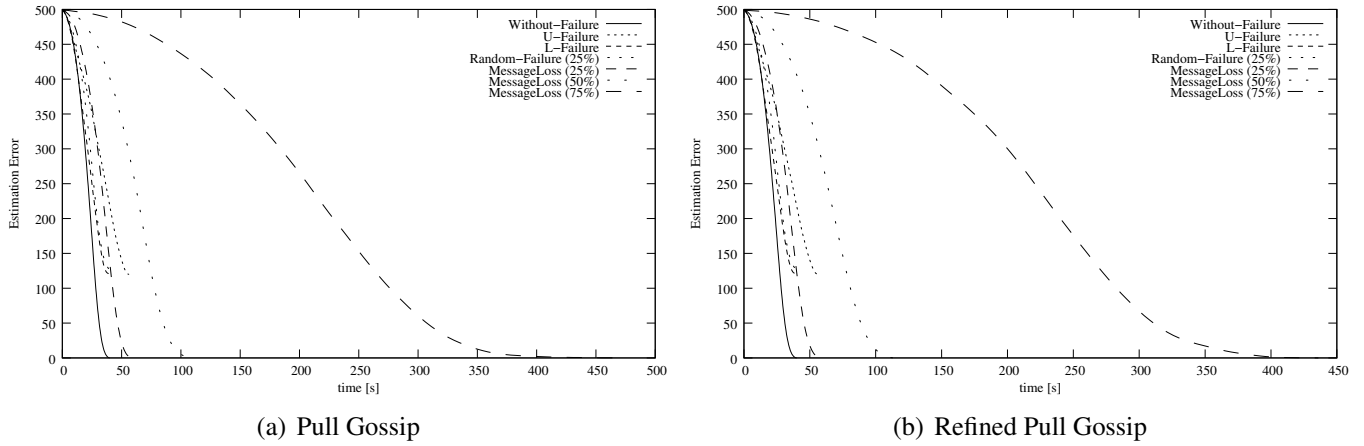 500
450
400
350
300
250
200
150
100
50
0
Estimation Error
Without-Failure
U-Failure
L-Failure
Random-Failure (25%)
MessageLoss (25%)
MessageLoss (50%)
MessageLoss (75%)
0 50 100 150 200 250 300 350 400 450 500
time [s]
(a) Pull Gossip
500
450
400
350
300
250
200
150
100
50
0
Estimation Error
Without-Failure
U-Failure
L-Failure
Random-Failure (25%)
MessageLoss (25%)
MessageLoss (50%)
MessageLoss (75%)
0 50 100 150 200 250 300 350 400 450
time [s]
(b) Refined Pull Gossip